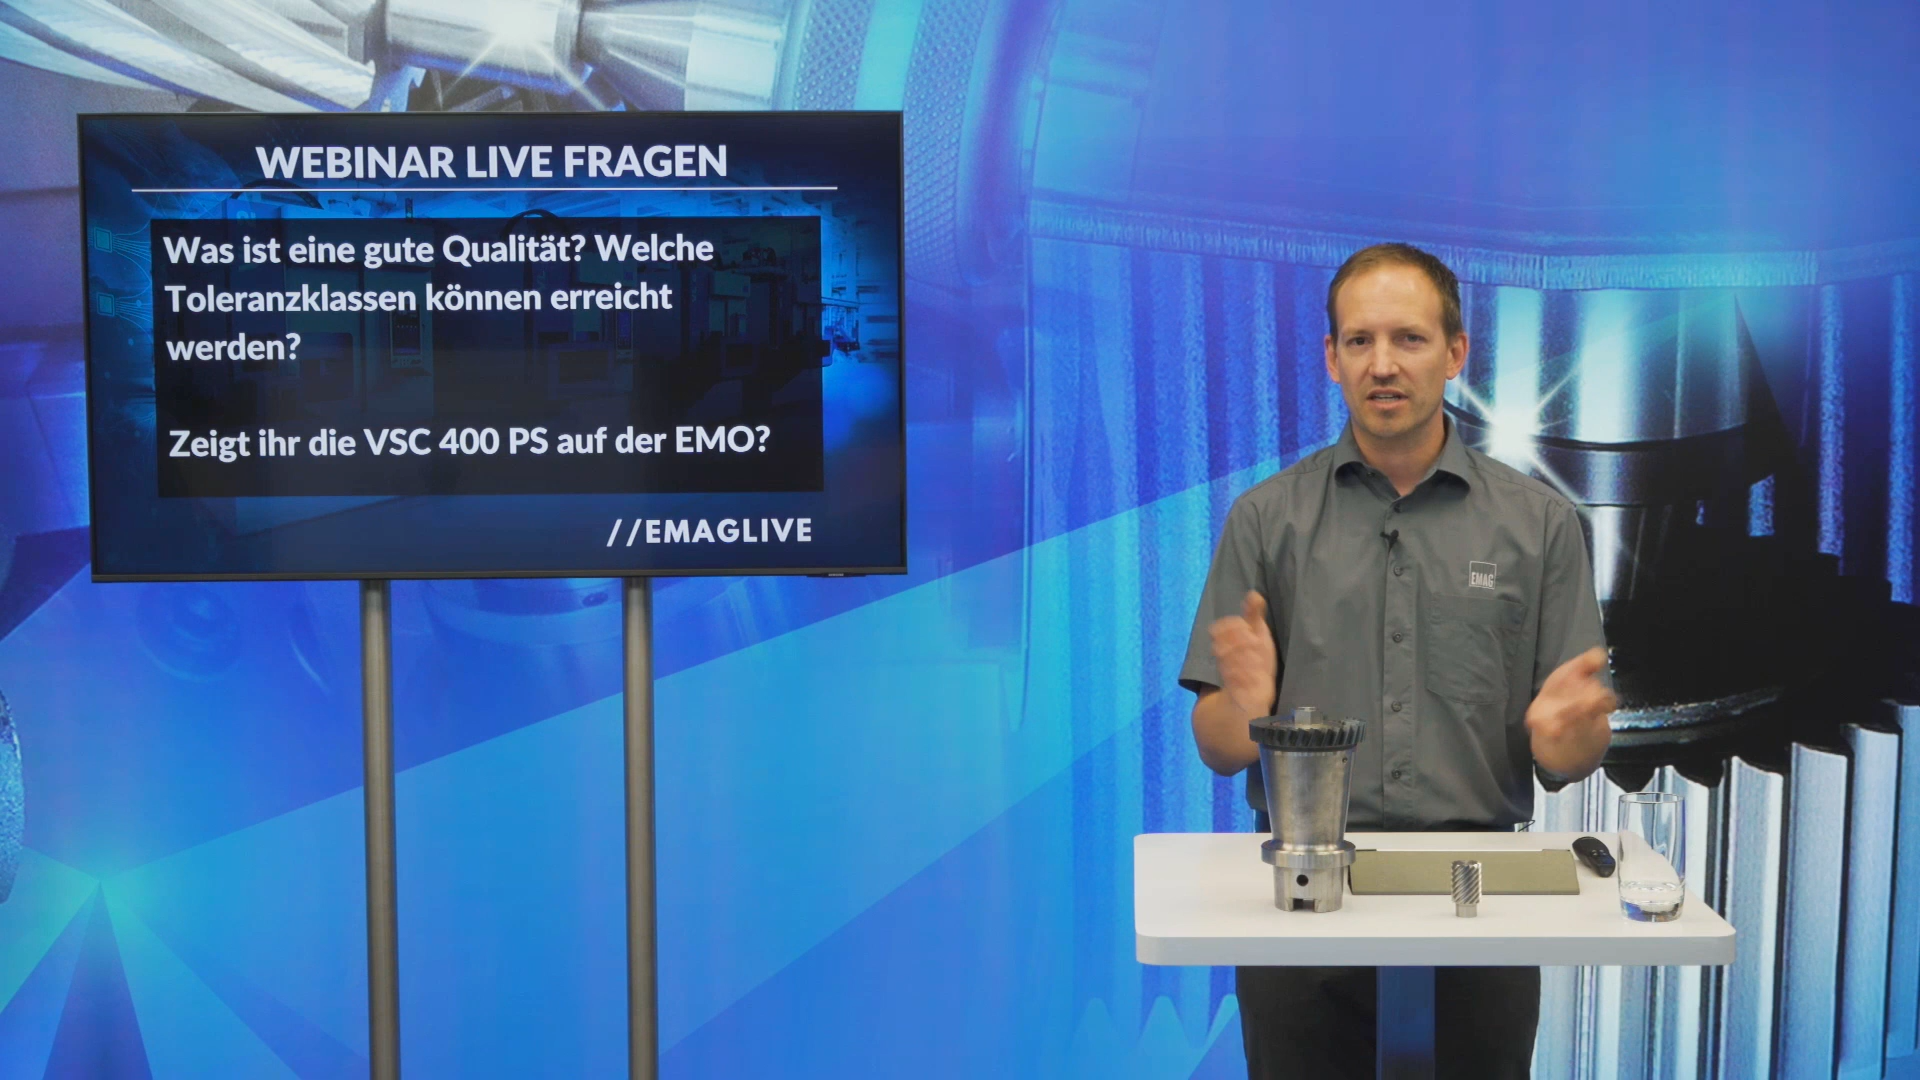 WEBINAR LIVE FRAGEN
Was ist eine gute Qualität? Welche
Toleranzklassen können erreicht
werden?
Zeigt ihr die VSC 400 PS auf der EMO?
//EMAGLIVE
EMAG